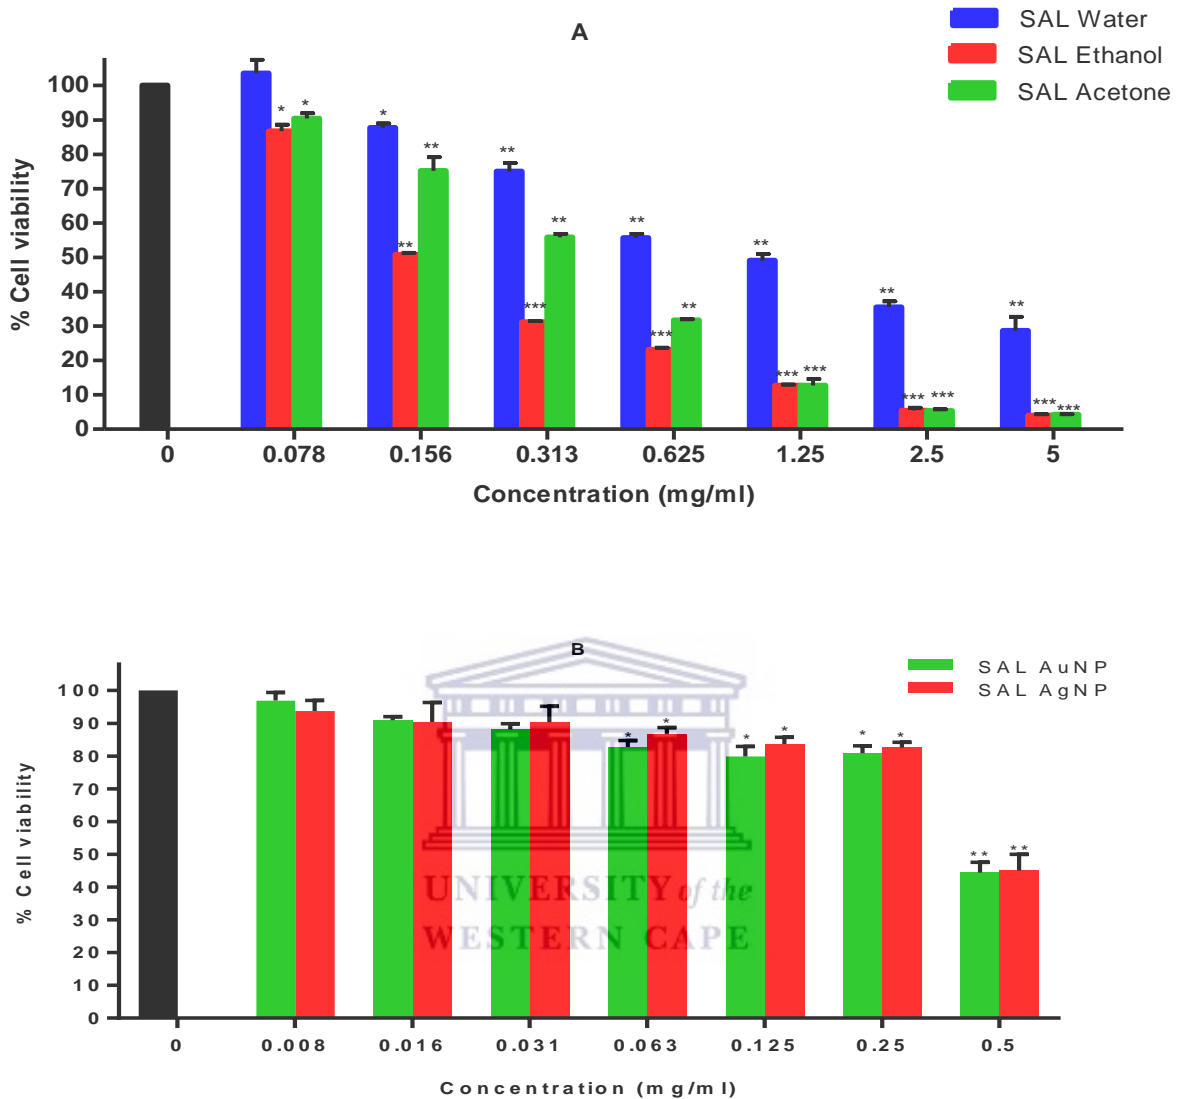 A
SAL Water
SAL Ethanol
SAL Acetone
% Cell viability
100
90
80
70
60
50
40
30
20
10
0
* *
* **
** ** 
** *** **
** *** **
** *** ***
** *** ***
** *** ***
0 0.078 0.156 0.313 0.625 1.25 2.5 5
Concentration (mg/ml)
B
SAL AuNP
SAL AgNP
% Cell viability
100
90
80
70
60
50
40
30
20
10
0
* *
* *
* *
** **
UNIVERSITY of the
WESTERN CAPE
0 0.008 0.016 0.031 0.063 0.125 0.25 0.5
Concentration (mg/ml)